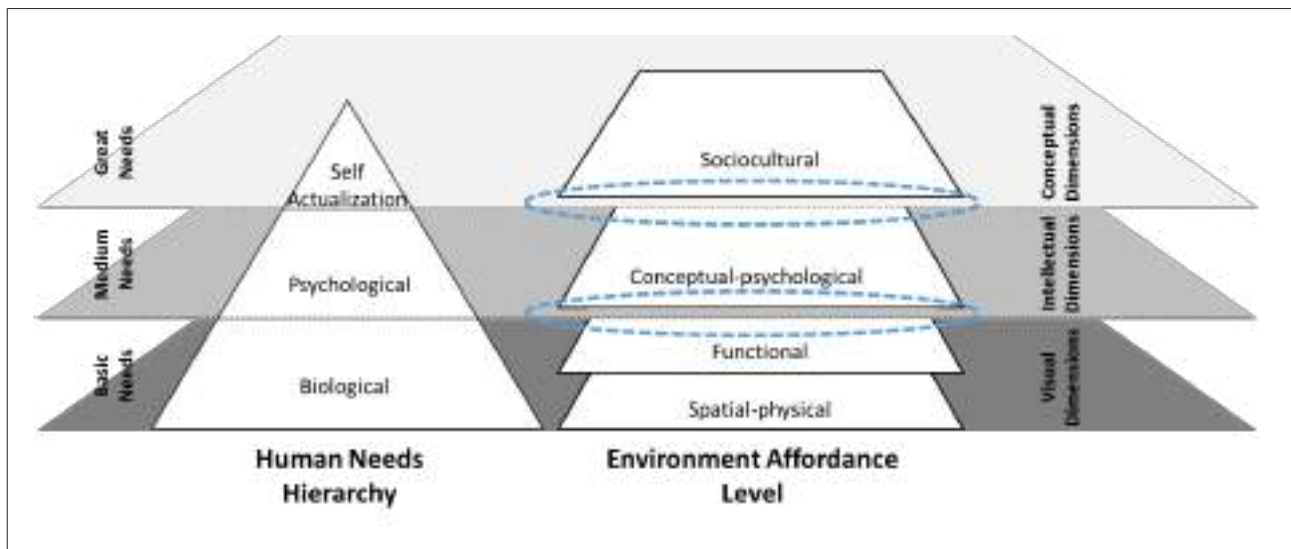 Great
Needs
Self
Actualization
Sociocultural
Conceptual
Dimensions
Medium
Needs
Psychological
Conceptual-psychological
Intellectual
Dimensions
Basic
Needs
Biological
Functional
Spatial-physical
Visual
Dimensions
Human Needs
Hierarchy
Environment Affordance
Level